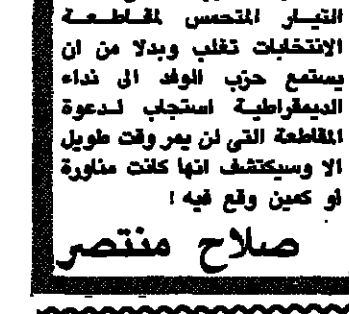 التيار المتحمس لمقاطعة
الانتخابات تغلب وبدلا من ان
يستمع حزب الوفد الى نداء
الديمقراطية استجاب لدعوة
المقاطعة التى لن يمر وقت طويل
الا وسيكتشف انها كانت مناورة
او كمين وقع فيه !
صلاح منتصر